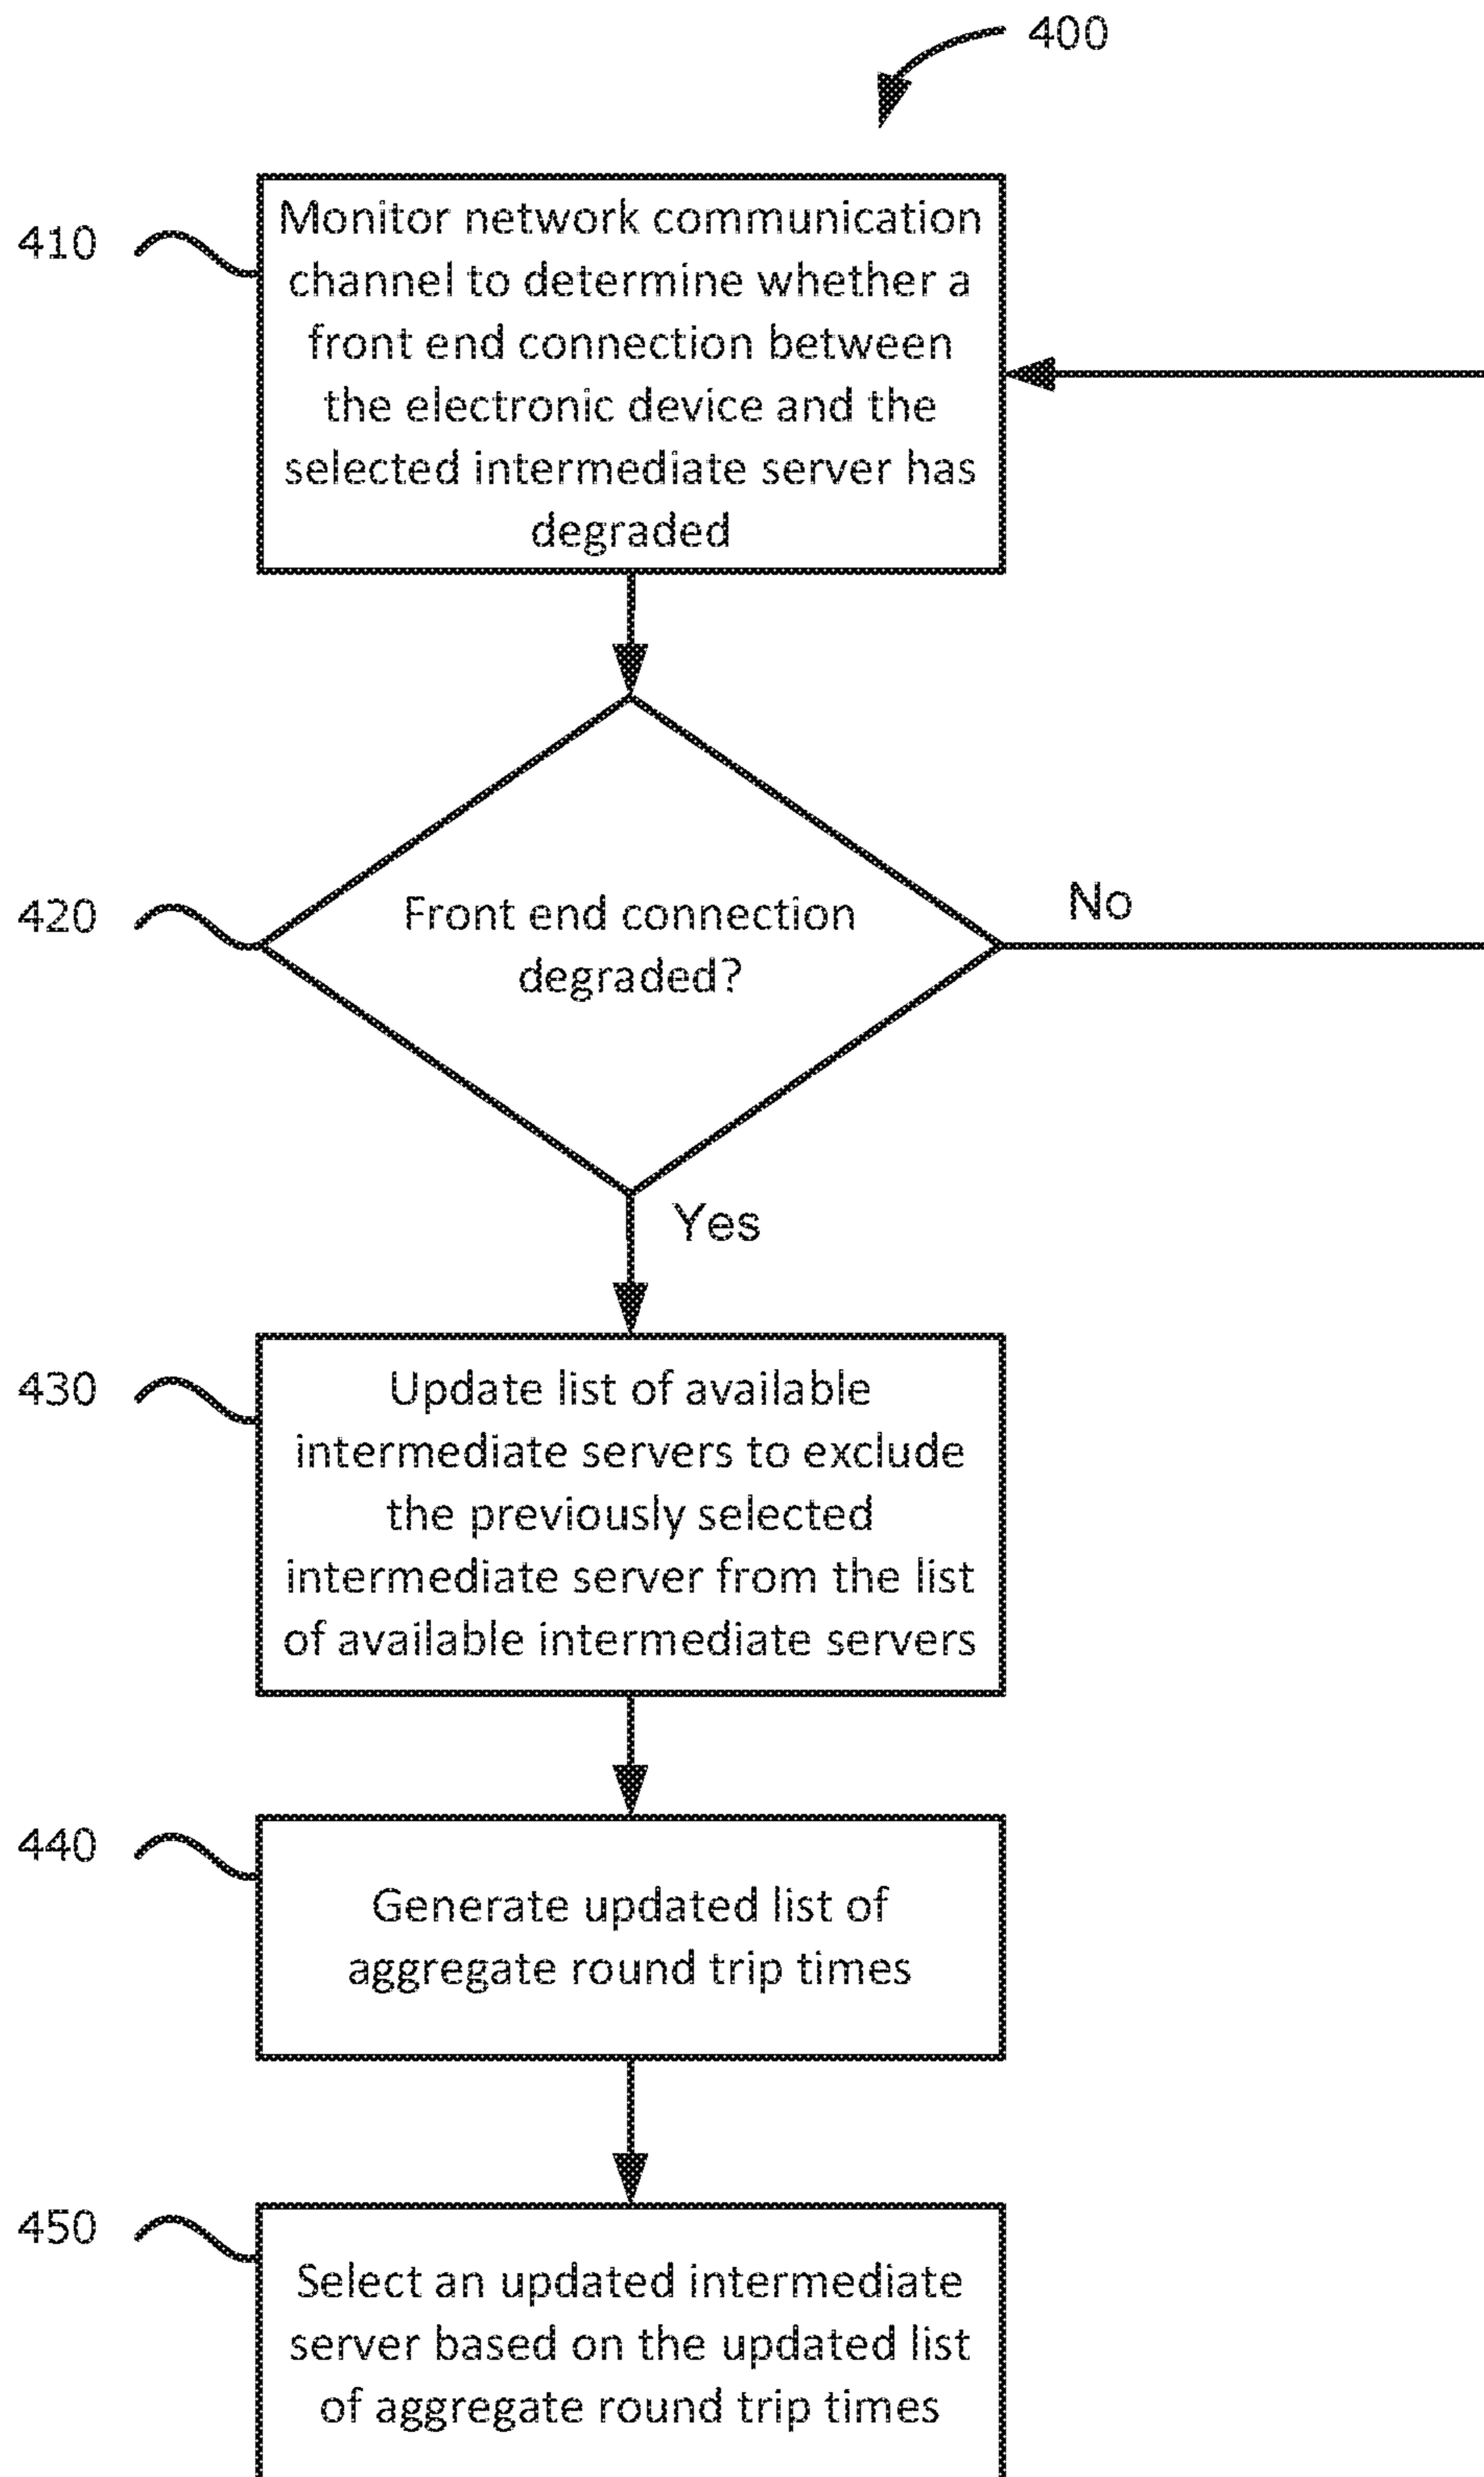 400
410
Monitor network communication
channel to determine whether a
front end connection between
the electronic device and the
selected intermediate server has
degraded
420
Front end connection
degraded?
No
Yes
430
Update list of available
intermediate servers to exclude
the previously selected
intermediate server from the list
of available intermediate servers
440
Generate updated list of
aggregate round trip times
450
Select an updated intermediate
server based on the updated list
of aggregate round trip times